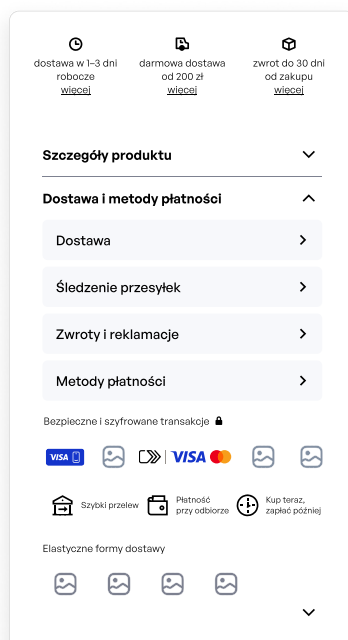 dostawa w 1–3 dni
robocze
więcej
darmowa dostawa
od 200 zł
więcej
zwrot do 30 dni
od zakupu
więcej
Szczegóły produktu
Dostawa i metody płatności
Dostawa
Śledzenie przesyłek
Zwroty i reklamacje
Metody płatności
Bezpieczne i szyfrowane transakcje
VISA
VISA
Szybki przelew
Płatność
przy odbiorze
Kup teraz,
zapłać później
Elastyczne formy dostawy